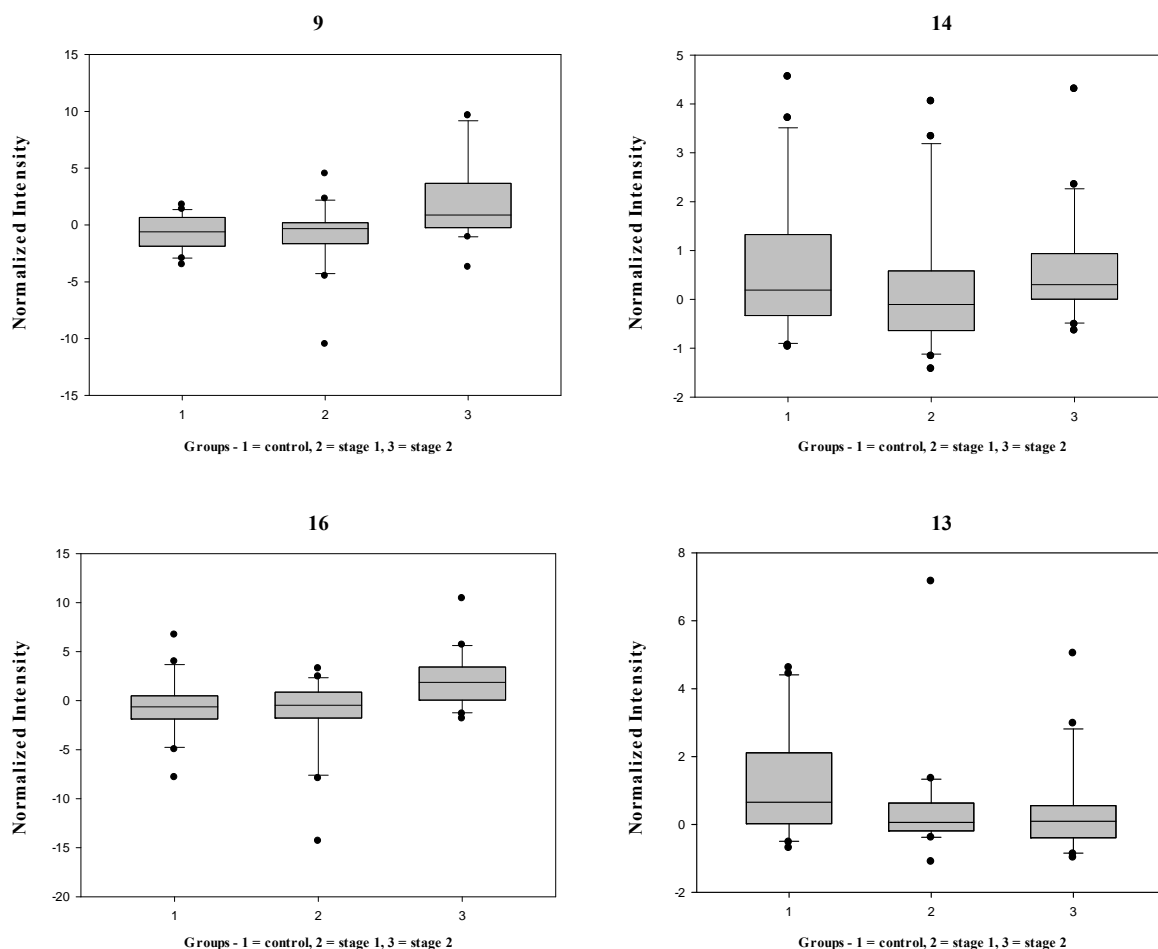 9
15
10
5
0
-5
-10
-15
Normalized Intensity
1 2 3
Groups - 1 = control, 2 = stage 1, 3 = stage 2
14
5
4
3
2
1
0
-1
-2
Normalized Intensity
1 2 3
Groups - 1 = control, 2 = stage 1, 3 = stage 2
16
15
10
5
0
-5
-10
-15
-20
Normalized Intensity
1 2 3
Groups - 1 = control, 2 = stage 1, 3 = stage 2
13
8
6
4
2
0
-2
Normalized Intensity
1 2 3
Groups - 1 = control, 2 = stage 1, 3 = stage 2